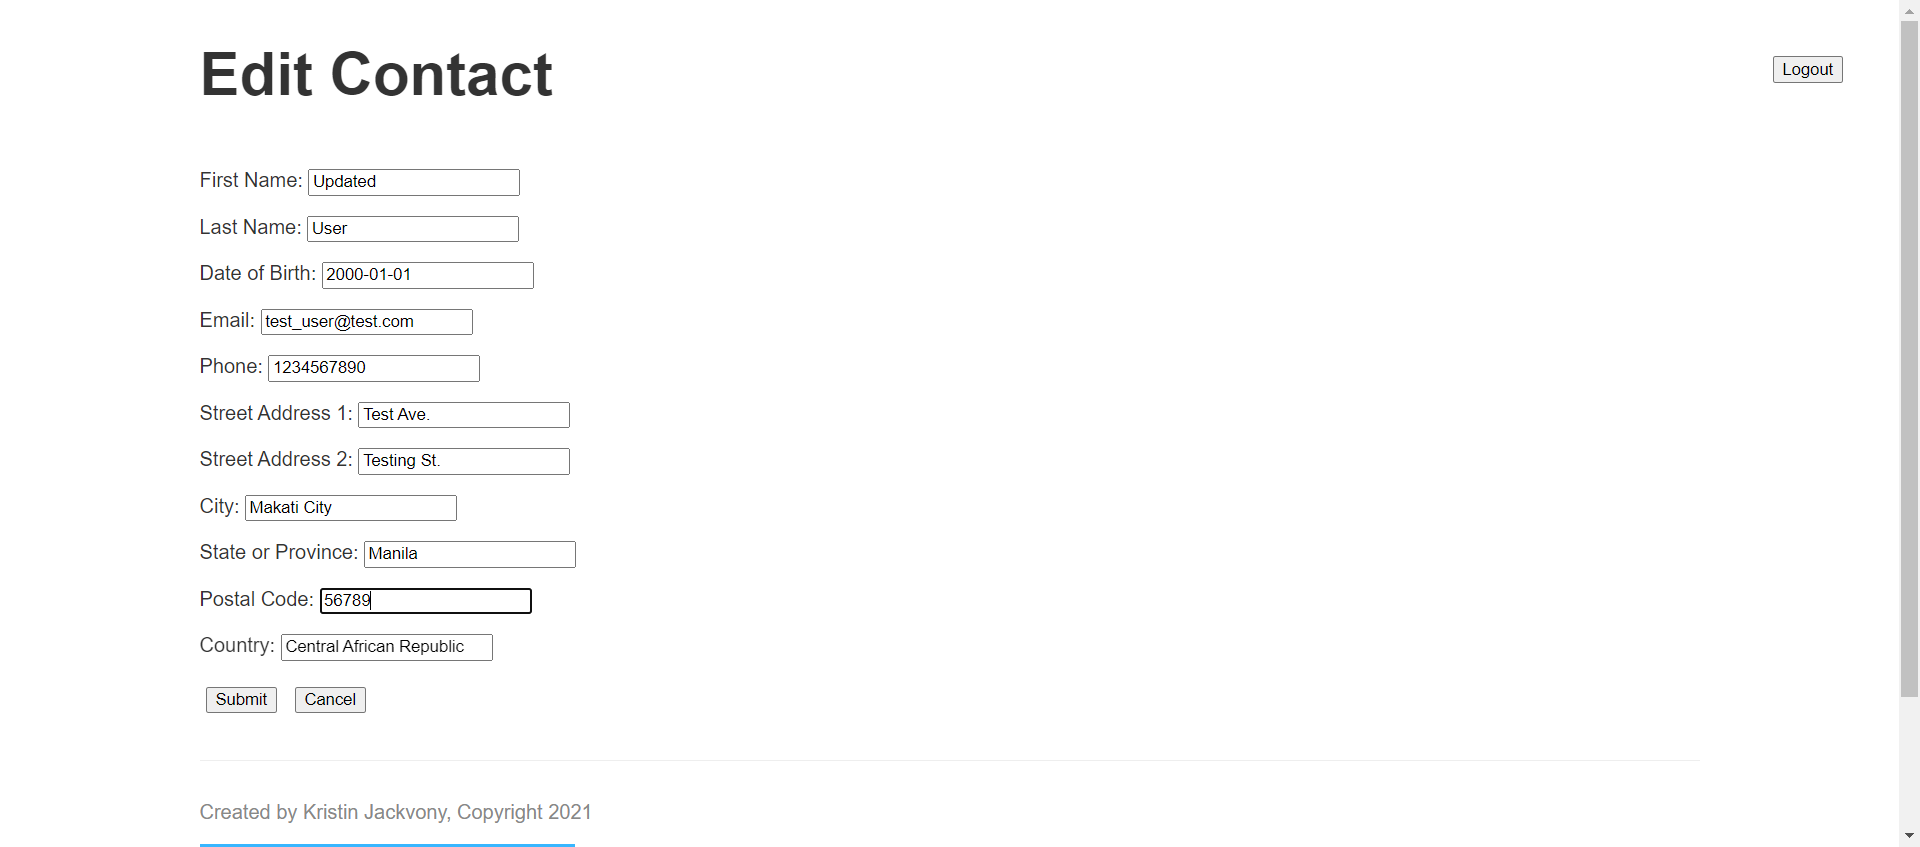 Edit Contact
Logout
First Name: Updated
Last Name: User
Date of Birth: 2000-01-01
Email: test_user@test.com
Phone: 1234567890
Street Address 1: Test Ave.
Street Address 2: Testing St.
City: Makati City
State or Province: Manila
Postal Code: 56789
Country: Central African Republic
Submit Cancel
Created by Kristin Jackvony, Copyright 2021